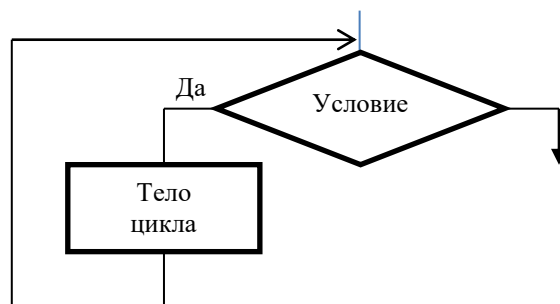 Да
Условие
Тело
цикла